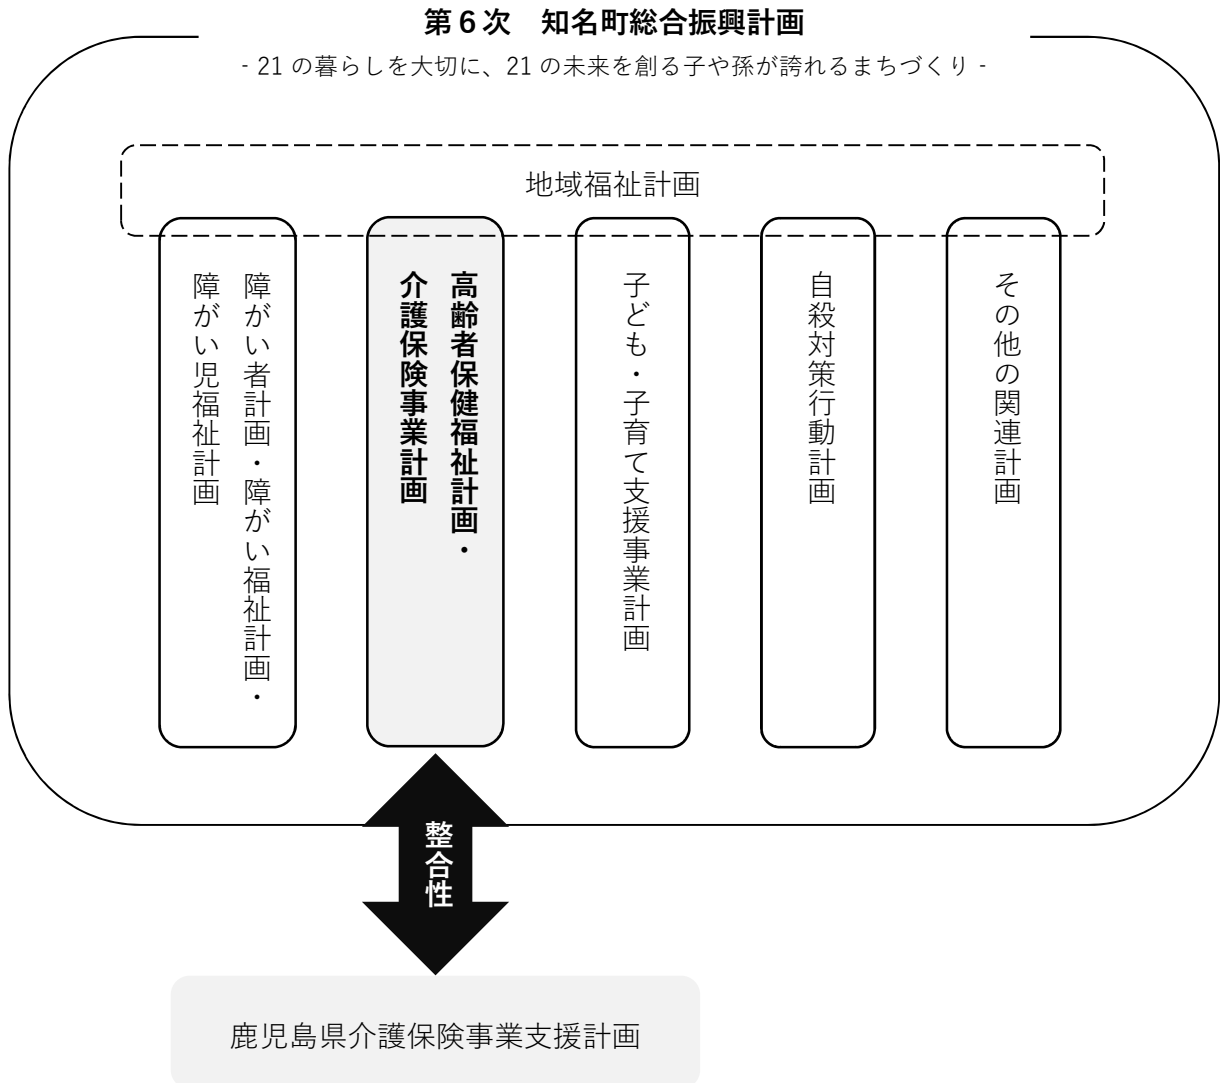 第6次　知名町総合振興計画
- 21 の暮らしを大切に、21 の未来を創る子や孫が誇れるまちづくり -
地域福祉計画
障がい者計画・障がい福祉計画・
障がい児福祉計画
高齢者保健福祉計画・
介護保険事業計画
子ども・子育て支援事業計画
自殺対策行動計画
その他の関連計画
整合性
鹿児島県介護保険事業支援計画